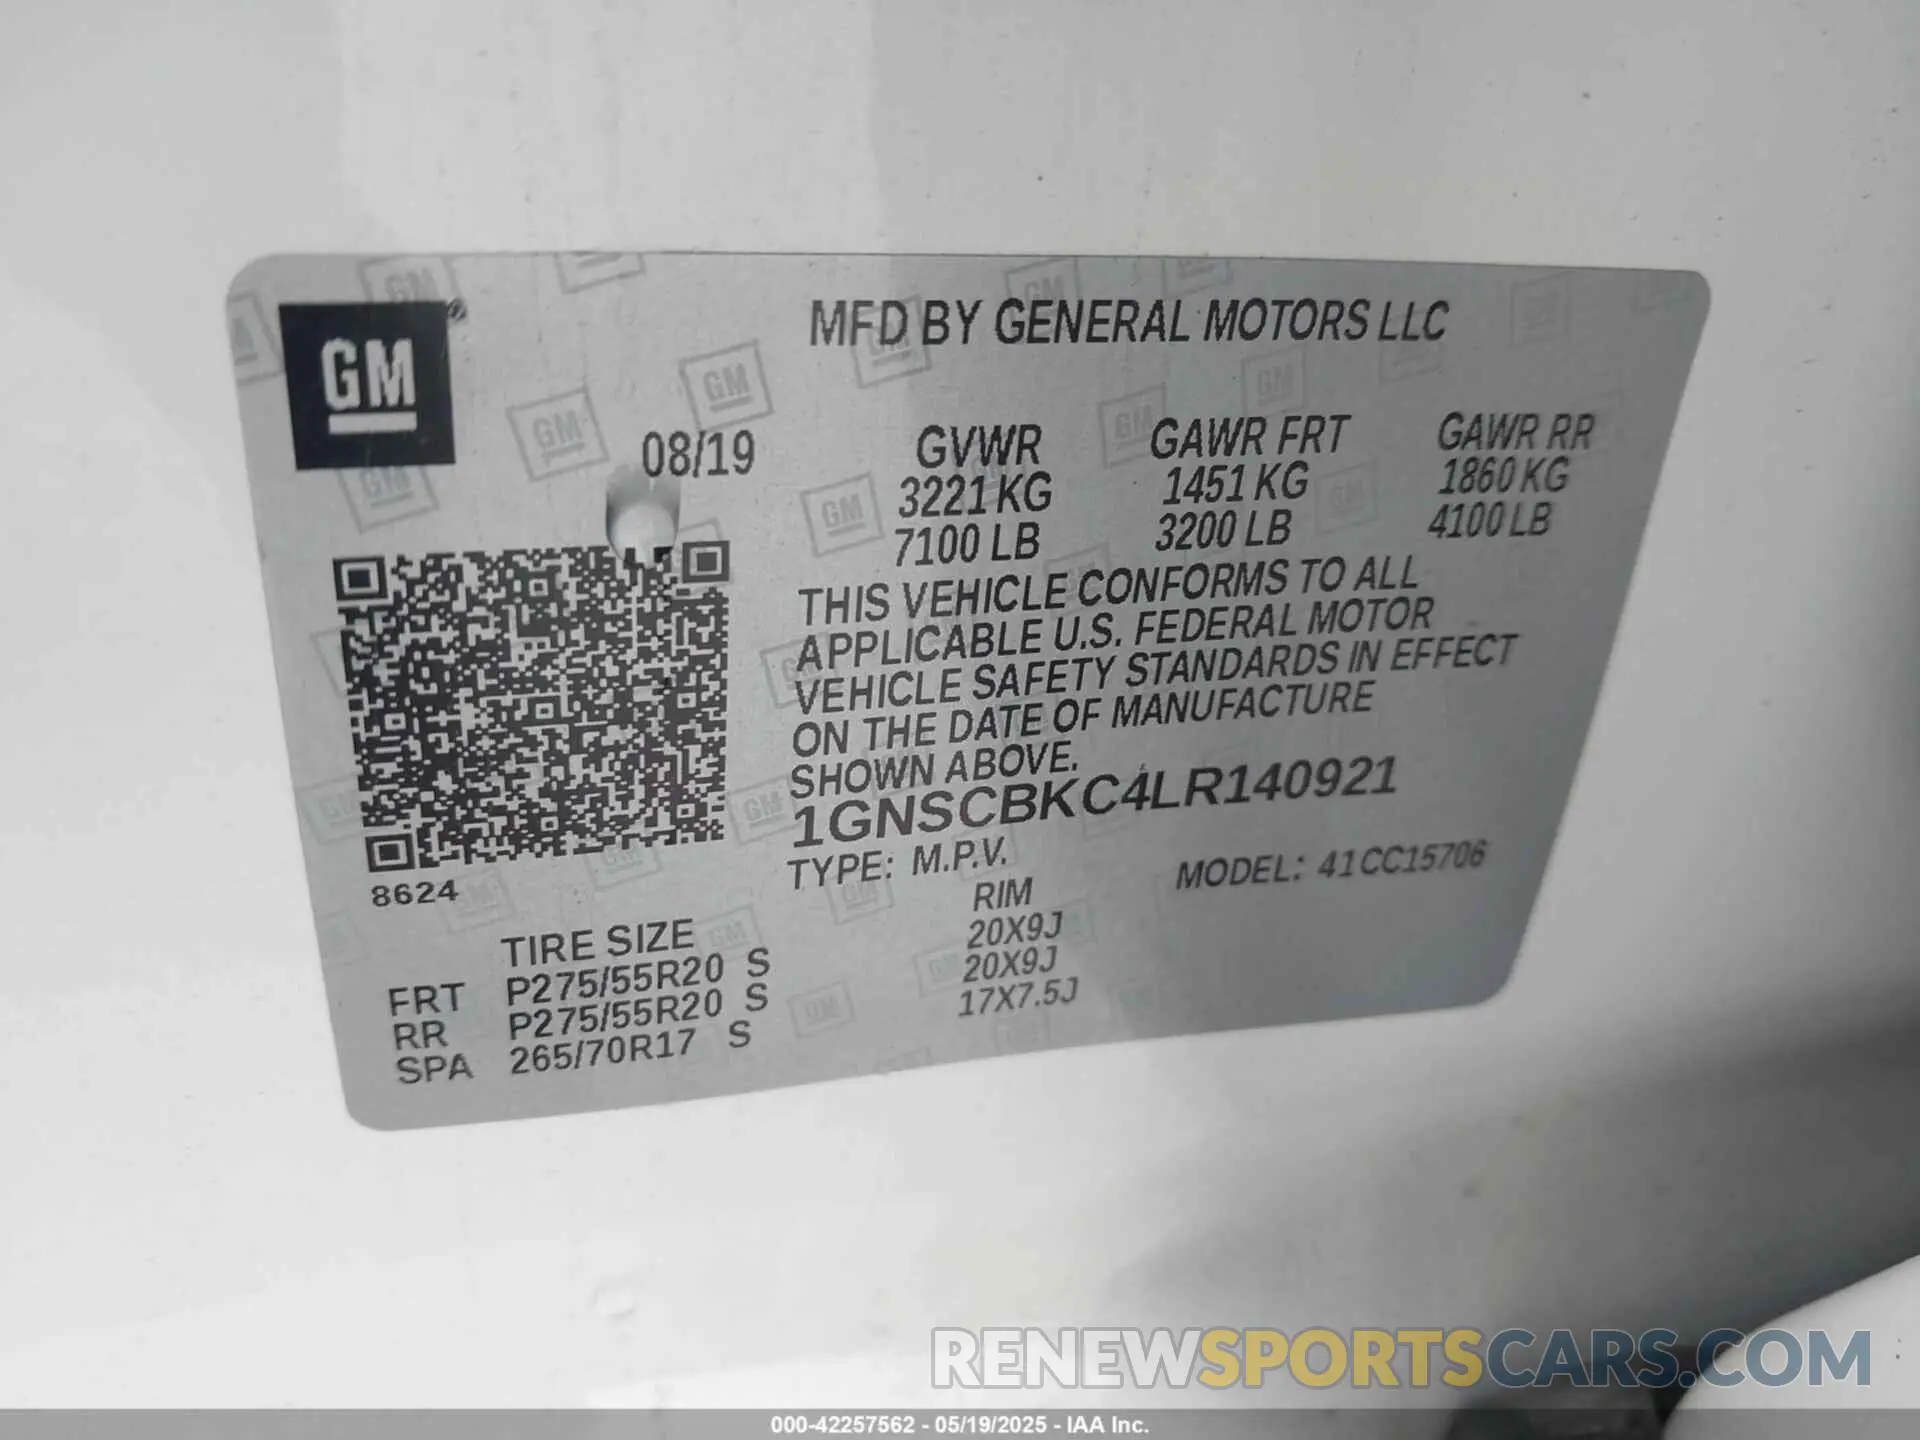 GM
MFD BY GENERAL MOTORS LLC
08/19
GVWR GAWR FRT GAWR RR
3221 KG 1451 KG 1860 KG
7100 LB 3200 LB 4100 LB
THIS VEHICLE CONFORMS TO ALL
APPLICABLE U.S. FEDERAL MOTOR
VEHICLE SAFETY STANDARDS IN EFFECT
ON THE DATE OF MANUFACTURE
SHOWN ABOVE.
1GNSCBKC4LR140921
TYPE: M.P.V. MODEL: 41CC15706
8624
TIRE SIZE RIM
FRT P275/55R20 S 20X9J
RR P275/55R20 S 20X9J
SPA 265/70R17 S 17X7.5J
RENEWSPORTSCARS.COM
000-42257562 - 05/19/2025 - IAA Inc.